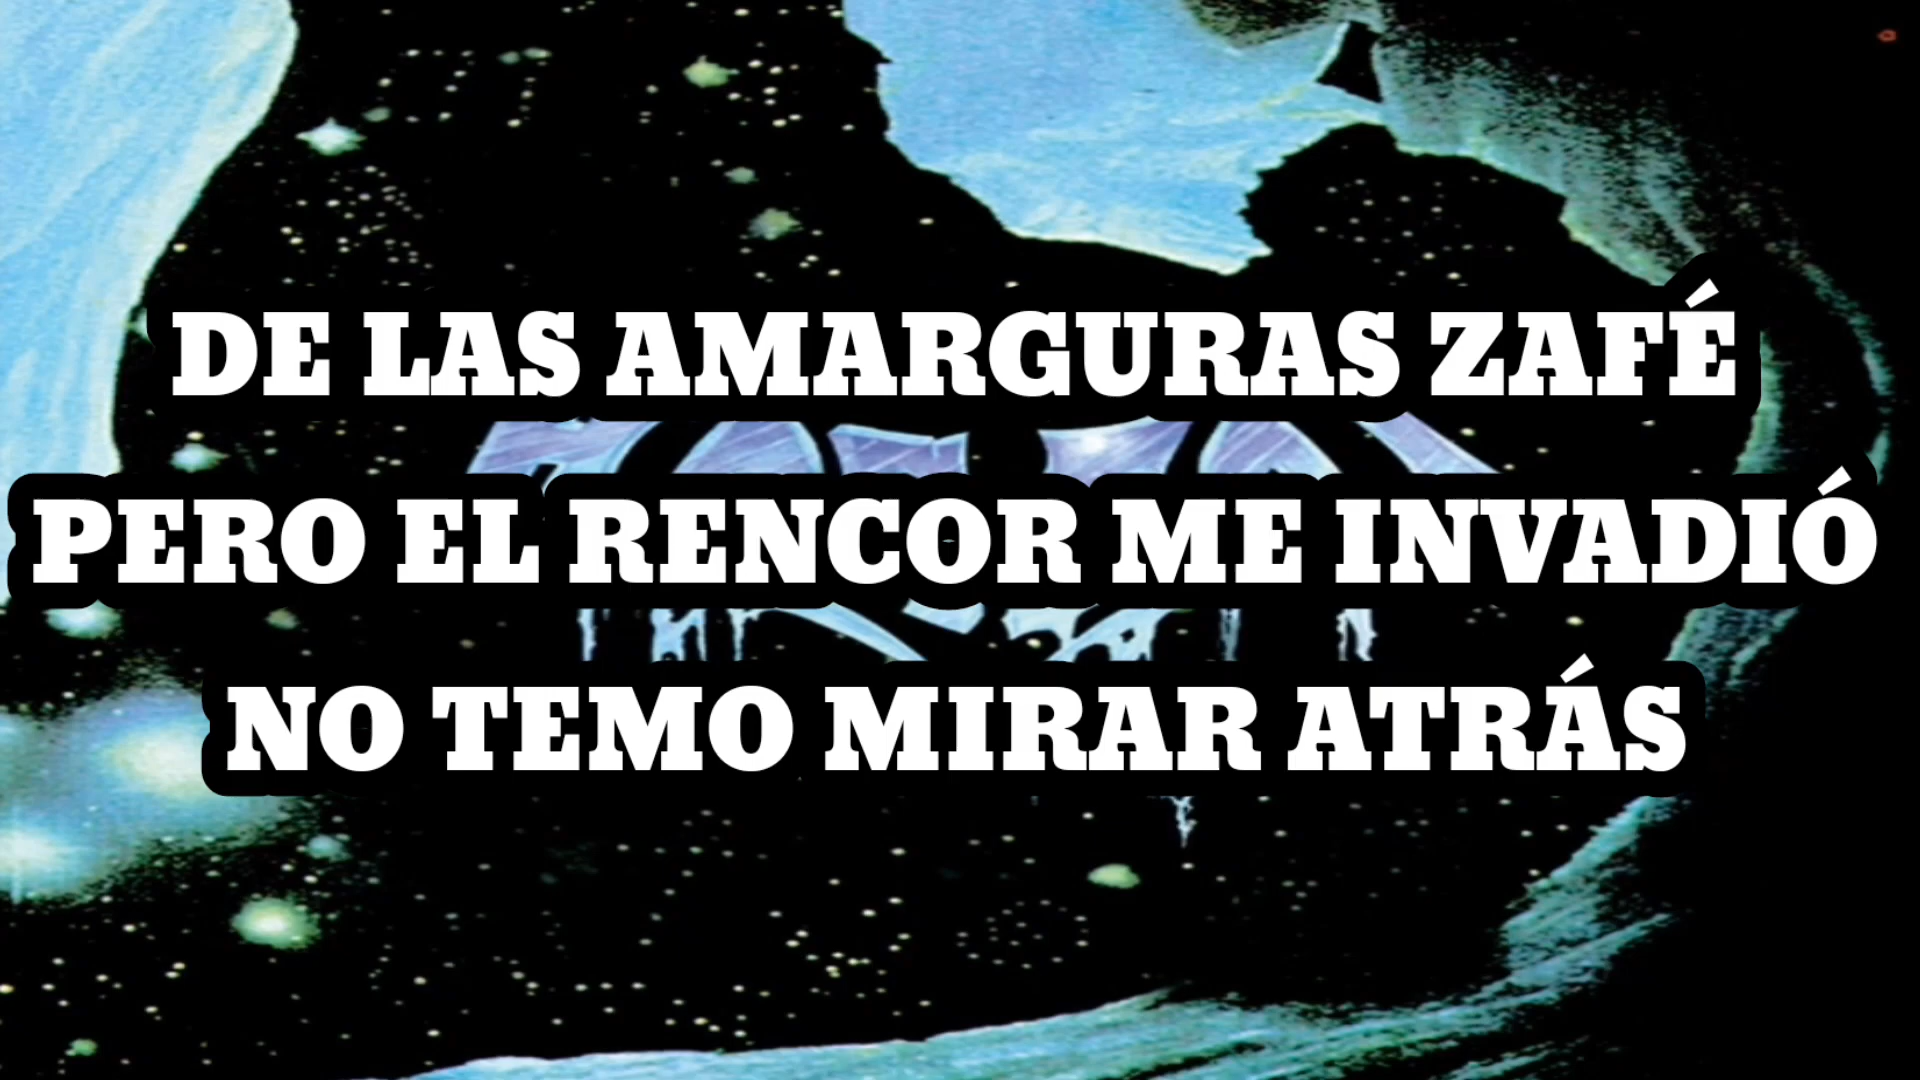 DE LAS AMARGURAS ZAFÉ
PERO EL RENCOR ME INVADIÓ
NO TEMO MIRAR ATRÁS